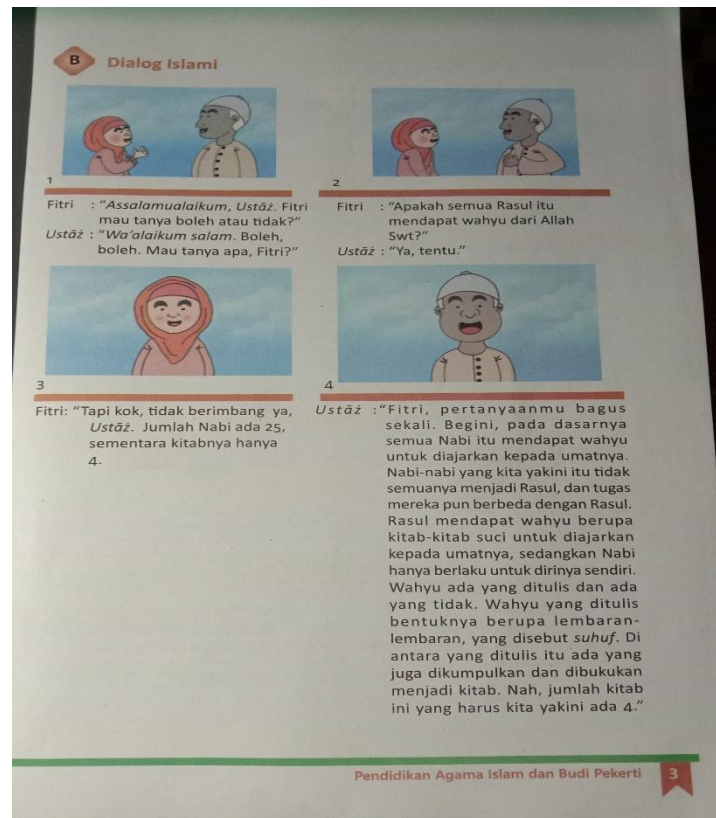 B Dialog Islami
1
Fitri : “Assalamualaikum, Ustāż. Fitri
mau tanya boleh atau tidak?”
Ustāż : “Wa’alaikum salam. Boleh,
boleh. Mau tanya apa, Fitri?”
2
Fitri : “Apakah semua Rasul itu
mendapat wahyu dari Allah
Swt?”
Ustāż : “Ya, tentu.”
3
Fitri: “Tapi kok, tidak berimbang ya,
Ustāż. Jumlah Nabi ada 25,
sementara kitabnya hanya
4.
4
Ustāż :“Fitri, pertanyaanmu bagus
sekali. Begini, pada dasarnya
semua Nabi itu mendapat wahyu
untuk diajarkan kepada umatnya.
Nabi-nabi yang kita yakini itu tidak
semuanya menjadi Rasul, dan tugas
mereka pun berbeda dengan Rasul.
Rasul mendapat wahyu berupa
kitab-kitab suci untuk diajarkan
kepada umatnya, sedangkan Nabi
hanya berlaku untuk dirinya sendiri.
Wahyu ada yang ditulis dan ada
yang tidak. Wahyu yang ditulis
bentuknya berupa lembaran-
lembaran, yang disebut suhuf. Di
antara yang ditulis itu ada yang
juga dikumpulkan dan dibukukan
menjadi kitab. Nah, jumlah kitab
ini yang harus kita yakini ada 4.”
Pendidikan Agama Islam dan Budi Pekerti 3